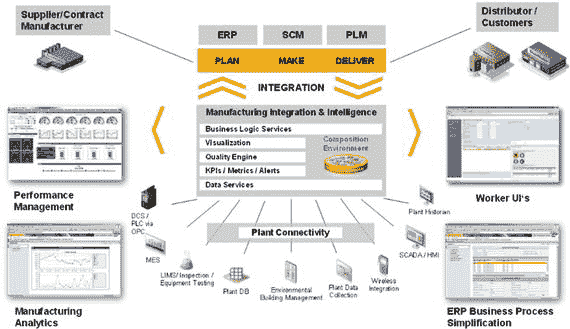 Supplier/Contract
Manufacturer
ERP
SCM
PLM
Distributor /
Customers
PLAN
MAKE
DELIVER
INTEGRATION
Manufacturing Integration & Intelligence
Business Logic Services
Visualization
Quality Engine
KPIs / Metrics / Alerts
Data Services
Composition
Environment
Performance
Management
Worker UI's
DCS /
PLC via
OPC
Plant Historian
MES
Plant Connectivity
SCADA / HMI
LIMS/ Inspection /
Equipment Testing
Plant DB
Environmental
Building Management
Plant Data
Collection
Wireless
Integration
Manufacturing
Analytics
ERP Business Process
Simplification